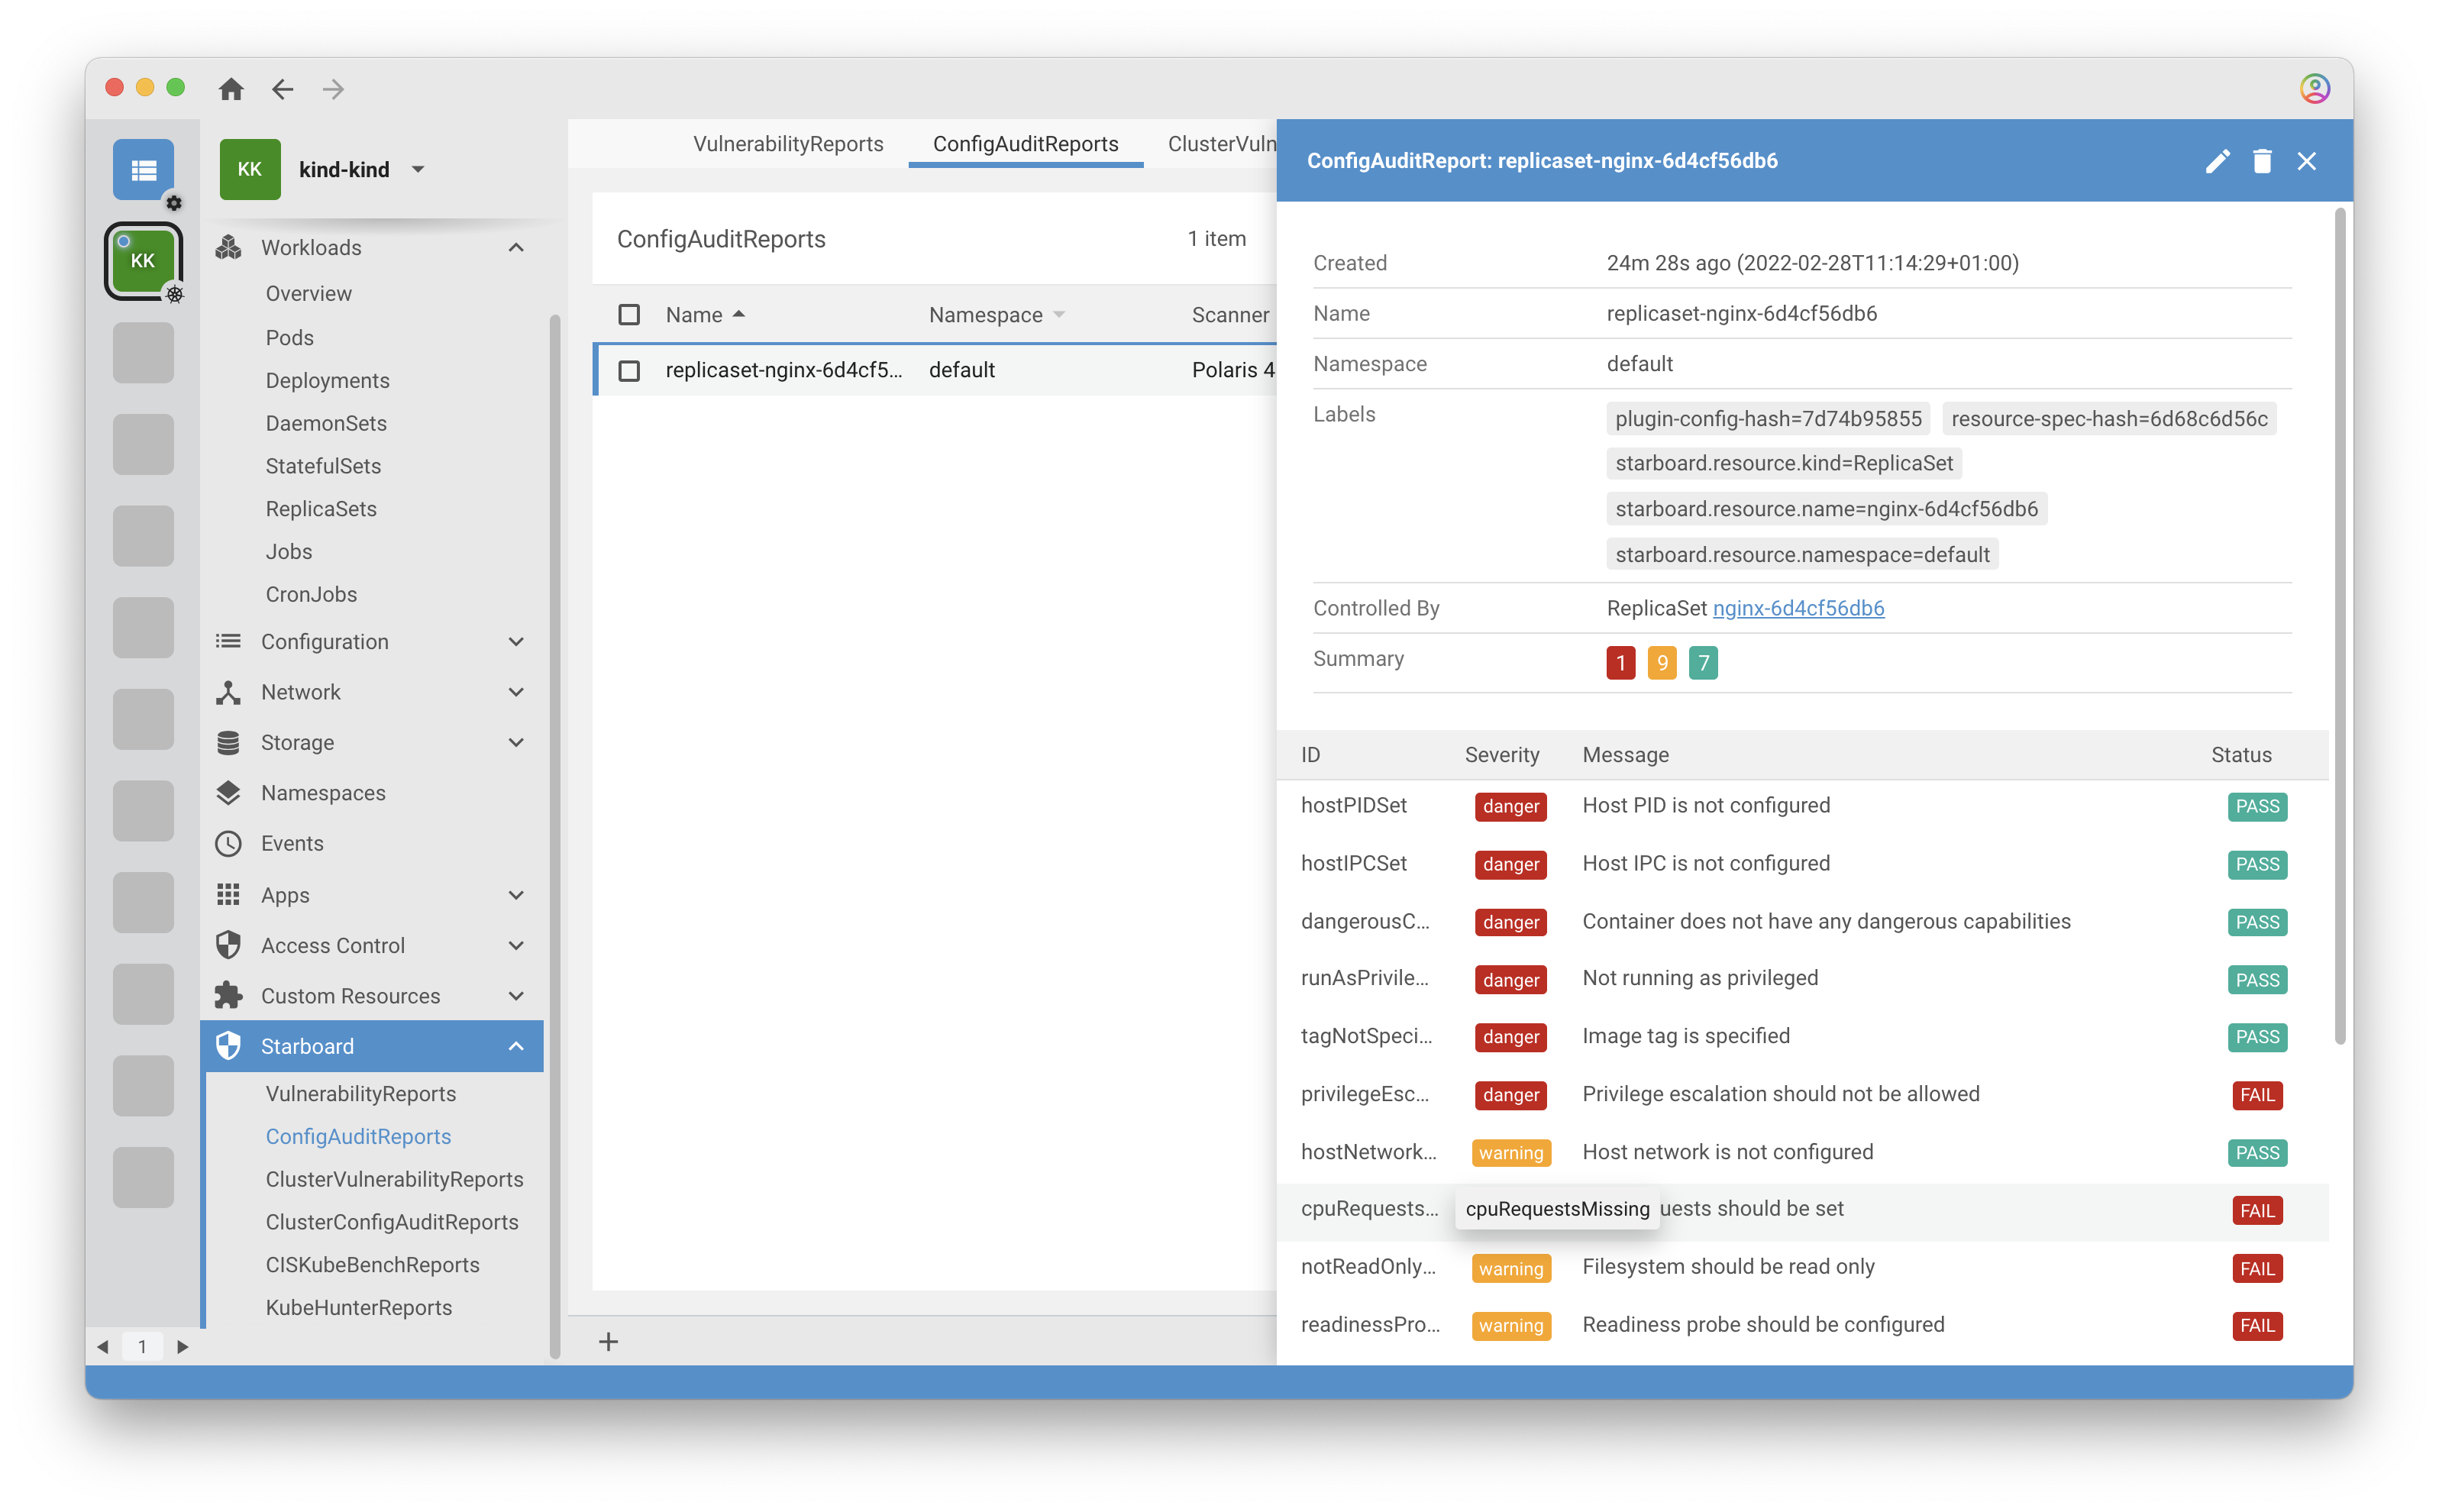 KK
kind-kind
KK
Workloads
Overview
Pods
Deployments
DaemonSets
StatefulSets
ReplicaSets
Jobs
CronJobs
Configuration
Network
Storage
Namespaces
Events
Apps
Access Control
Custom Resources
Starboard
VulnerabilityReports
ConfigAuditReports
ClusterVulnerabilityReports
ClusterConfigAuditReports
CISKubeBenchReports
KubeHunterReports
1
VulnerabilityReports ConfigAuditReports ClusterVuln
ConfigAuditReports 1 item
Name Namespace Scanner
replicaset-nginx-6d4cf5... default Polaris 4
ConfigAuditReport: replicaset-nginx-6d4cf56db6
Created 24m 28s ago (2022-02-28T11:14:29+01:00)
Name replicaset-nginx-6d4cf56db6
Namespace default
Labels plugin-config-hash=7d74b95855 resource-spec-hash=6d68c6d56c
starboard.resource.kind=ReplicaSet
starboard.resource.name=nginx-6d4cf56db6
starboard.resource.namespace=default
Controlled By ReplicaSet nginx-6d4cf56db6
Summary 1 9 7
ID Severity Message Status
hostPIDSet danger Host PID is not configured PASS
hostIPCSet danger Host IPC is not configured PASS
dangerousC... danger Container does not have any dangerous capabilities PASS
runAsPrivile... danger Not running as privileged PASS
tagNotSpeci... danger Image tag is specified PASS
privilegeEsc... danger Privilege escalation should not be allowed FAIL
hostNetwork... warning Host network is not configured PASS
cpuRequests... cpuRequestsMissing uests should be set FAIL
notReadOnly... warning Filesystem should be read only FAIL
readinessPro... warning Readiness probe should be configured FAIL